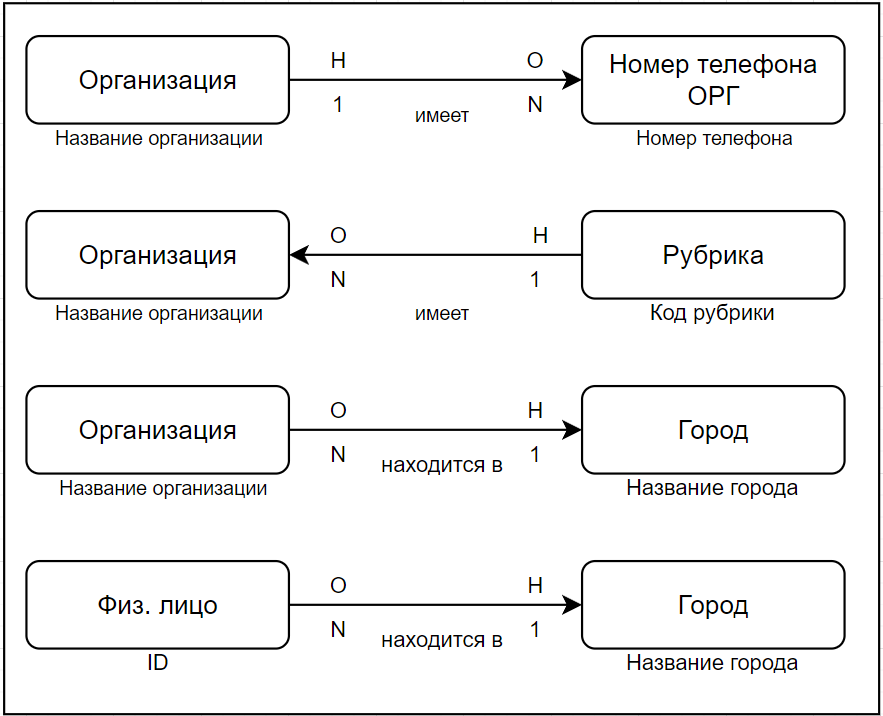 Организация
Н
О
Номер телефона
ОРГ
1
имеет
N
Название организации
Номер телефона
Организация
О
Н
Рубрика
N
1
Название организации
имеет
Код рубрики
Организация
О
Н
Город
N
находится в
1
Название организации
Название города
Физ. лицо
О
Н
Город
N
находится в
1
ID
Название города